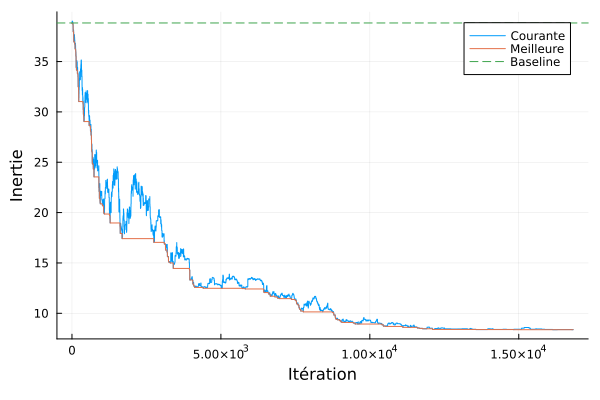 Courante
Meilleure
Baseline
Inertie
35
30
25
20
15
10
0
5.00×10³
1.00×10⁴
1.50×10⁴
Itération